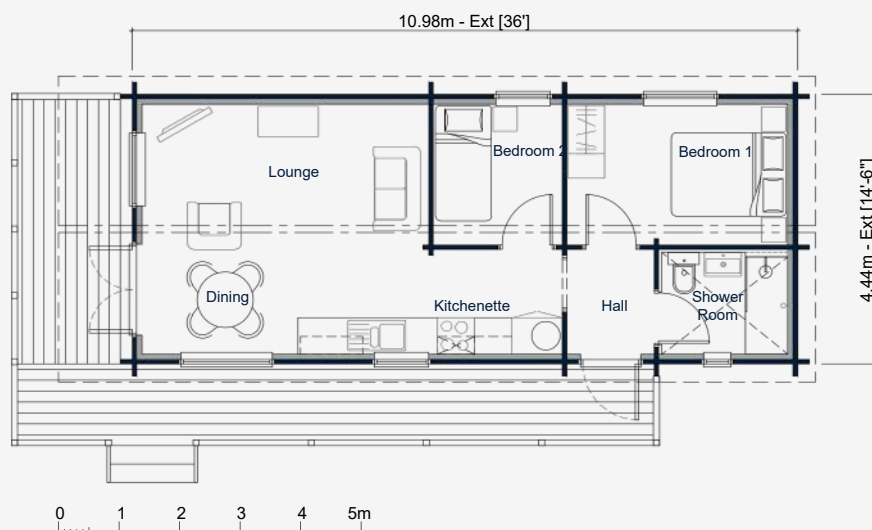 10.98m - Ext [36']
Lounge
Bedroom 2
Bedroom 1
4.44m - Ext [14'-6"]
Dining
Kitchenette
Hall
Shower
Room
0 1 2 3 4 5m